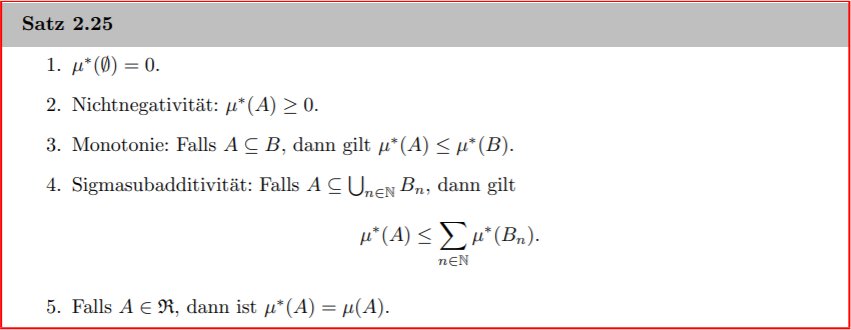 Satz 2.25
1. μ*(∅) = 0.
2. Nichtnegativität: μ*(A) ≥ 0.
3. Monotonie: Falls A ⊆ B, dann gilt μ*(A) ≤ μ*(B).
4. Sigmasubadditivität: Falls A ⊆ ⋃_{n∈ℕ} B_n, dann gilt
μ*(A) ≤ ∑_{n∈ℕ} μ*(B_n).
5. Falls A ∈ ℜ, dann ist μ*(A) = μ(A).